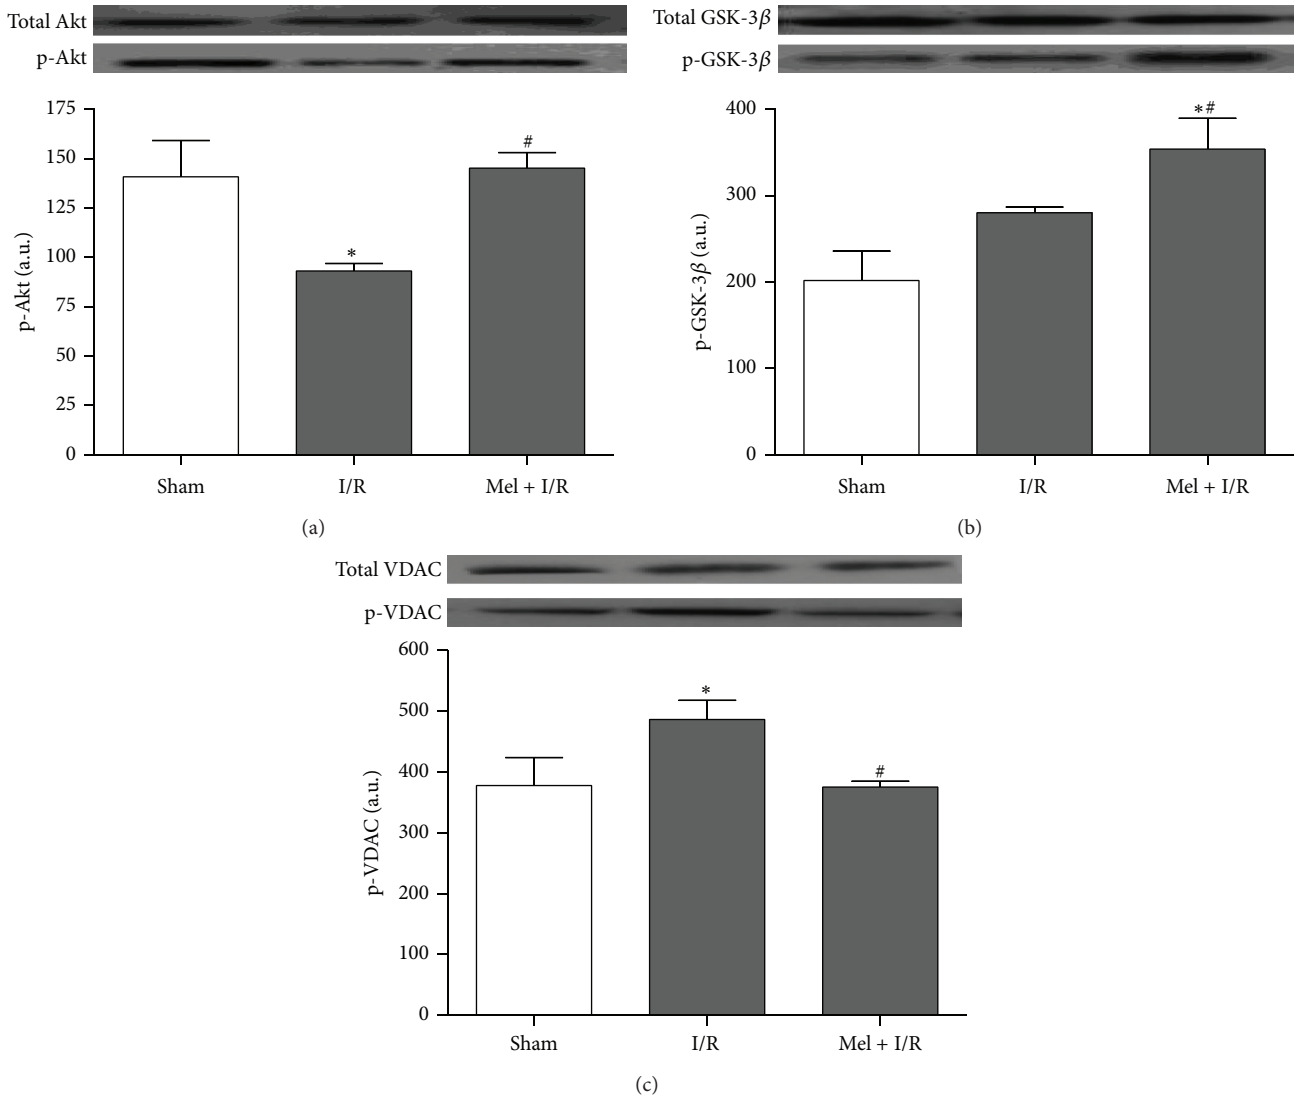 Total Akt
p-Akt
175
150
125
100
75
50
25
0
p-Akt (a.u.)
*
#
Sham I/R Mel + I/R
(a)
Total GSK-3β
p-GSK-3β
400
300
200
100
0
p-GSK-3β (a.u.)
*#
Sham I/R Mel + I/R
(b)
Total VDAC
p-VDAC
600
500
400
300
200
100
0
p-VDAC (a.u.)
*
#
Sham I/R Mel + I/R
(c)